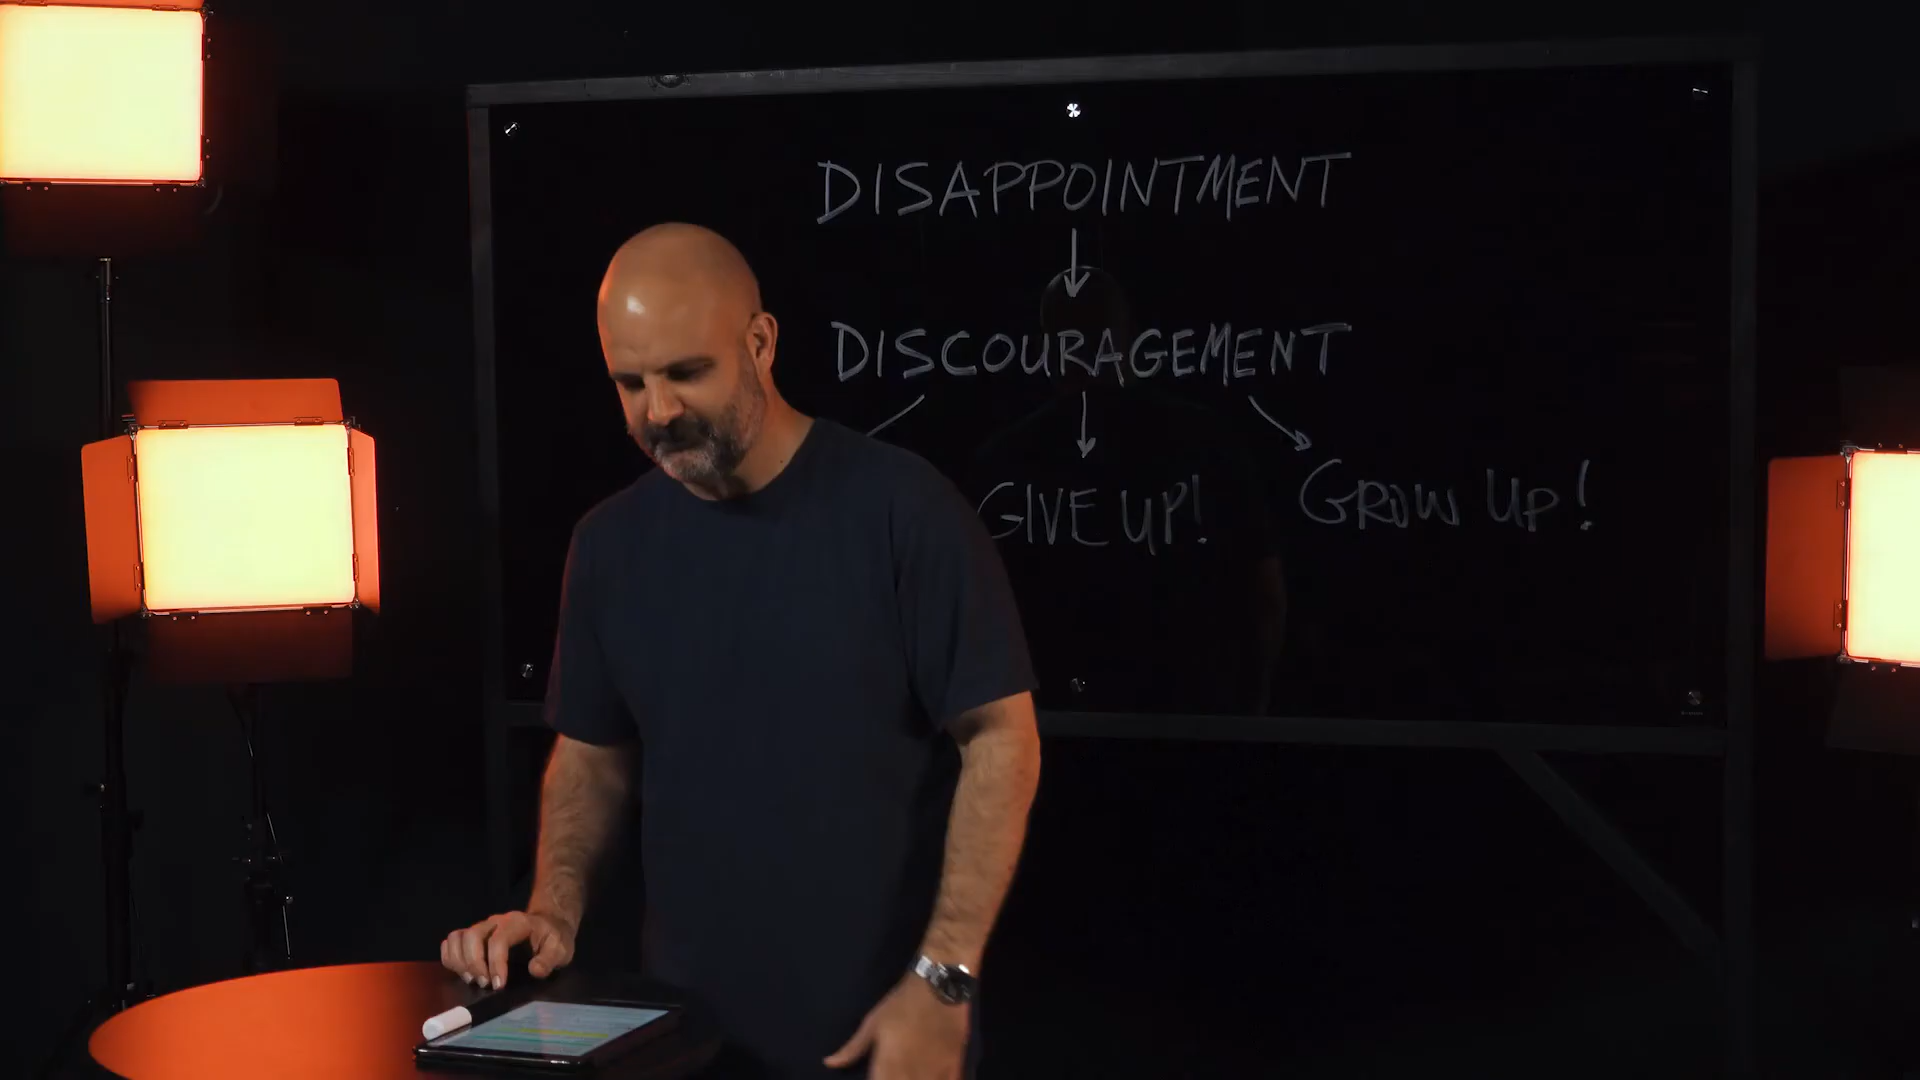 DISAPPOINTMENT
DISCOURAGEMENT
GIVE UP! GROW UP!